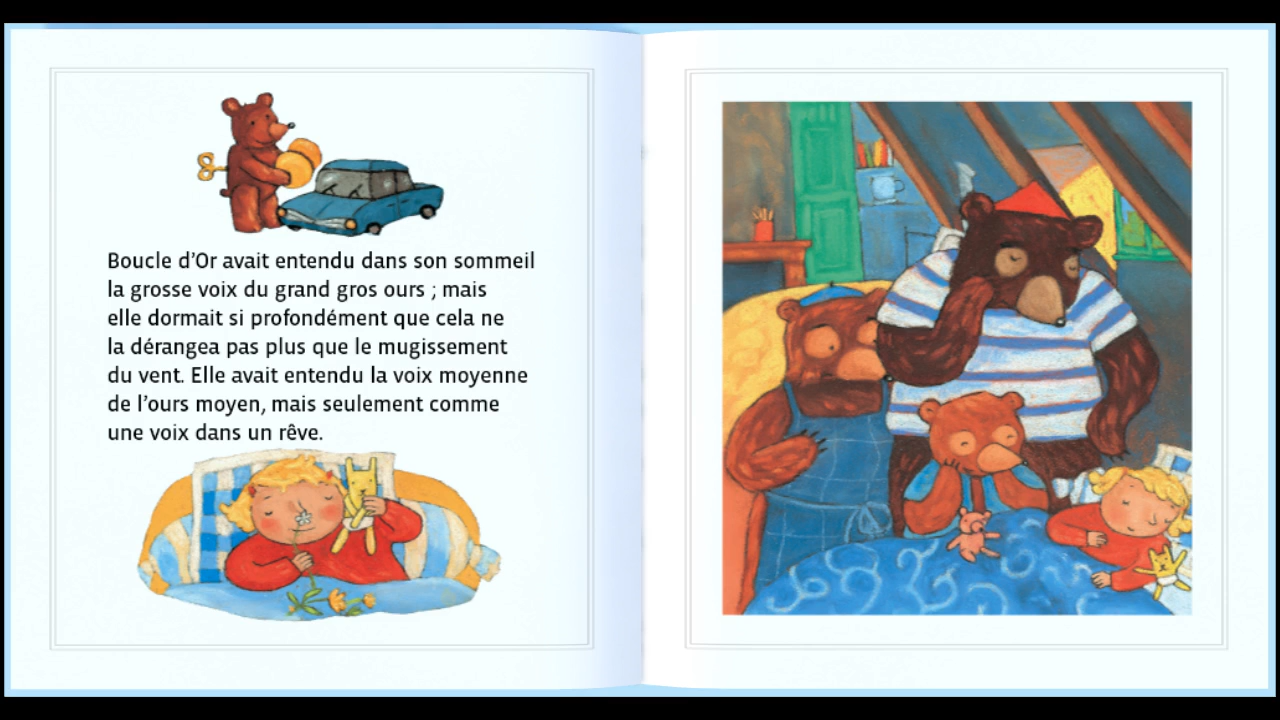 Boucle d’Or avait entendu dans son sommeil
la grosse voix du grand gros ours ; mais
elle dormait si profondément que cela ne
la dérangea pas plus que le mugissement
du vent. Elle avait entendu la voix moyenne
de l’ours moyen, mais seulement comme
une voix dans un rêve.